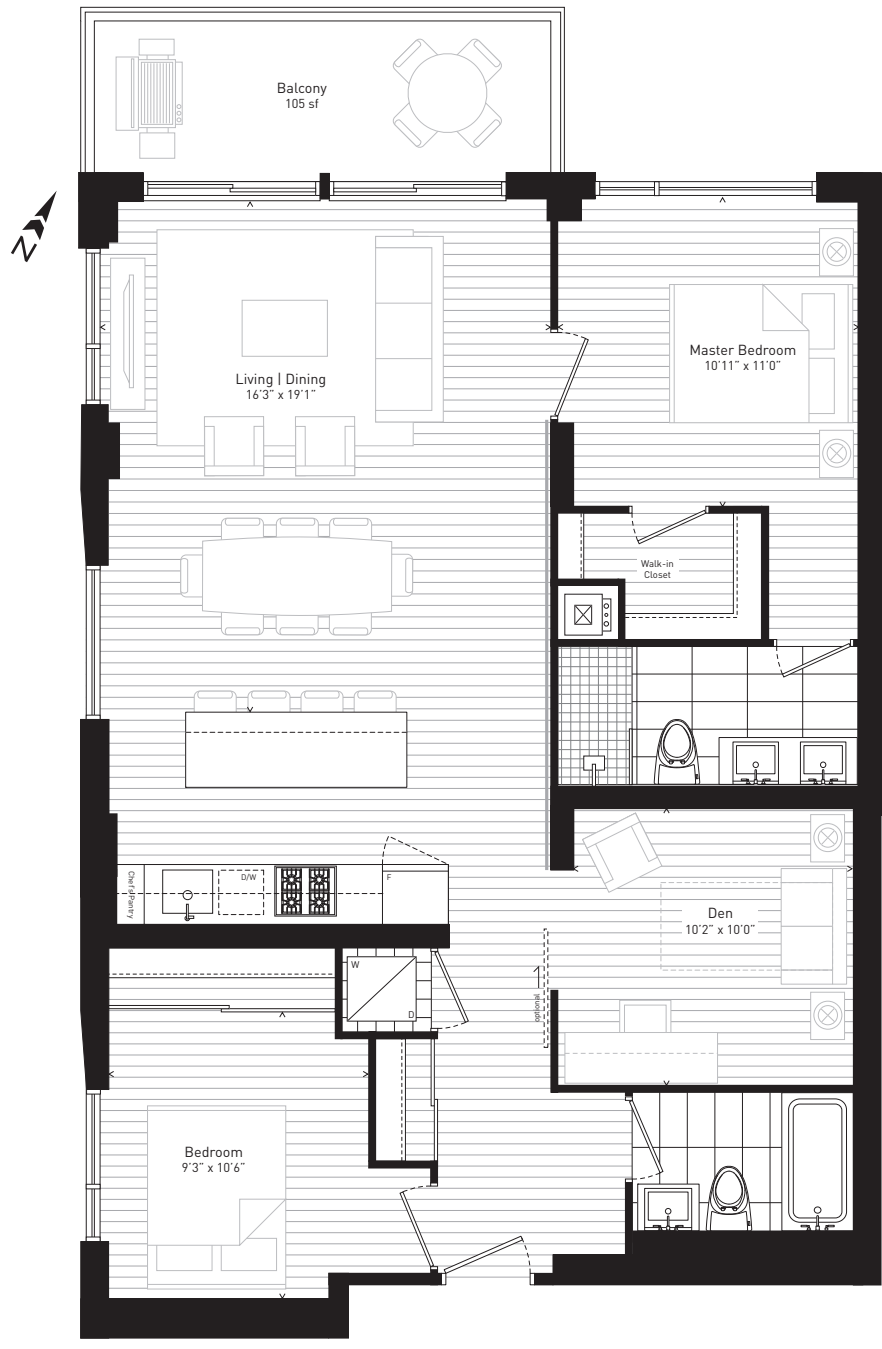 Balcony
105 sf
N
Living | Dining
16'3" x 19'1"
Master Bedroom
10'11" x 11'0"
Walk-in
Closet
Chef's Pantry
D/W
F
Den
10'2" x 10'0"
W
D
optional
Bedroom
9'3" x 10'6"